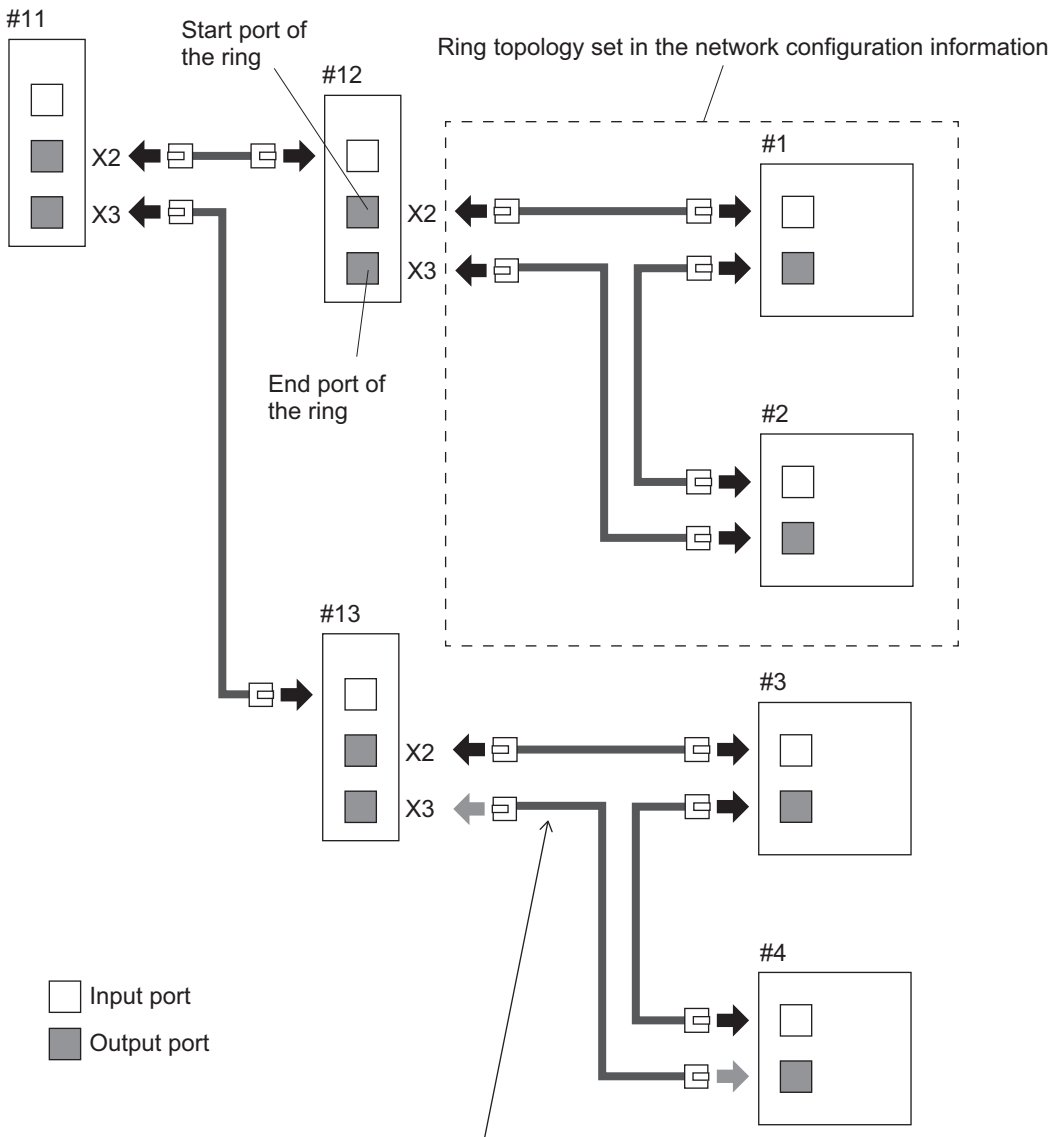 #11
Start port of
the ring
Ring topology set in the network configuration information
#12
#1
X2
X2
X3
X3
End port of
the ring
#2
#13
#3
X2
X3
#4
Input port
Output port